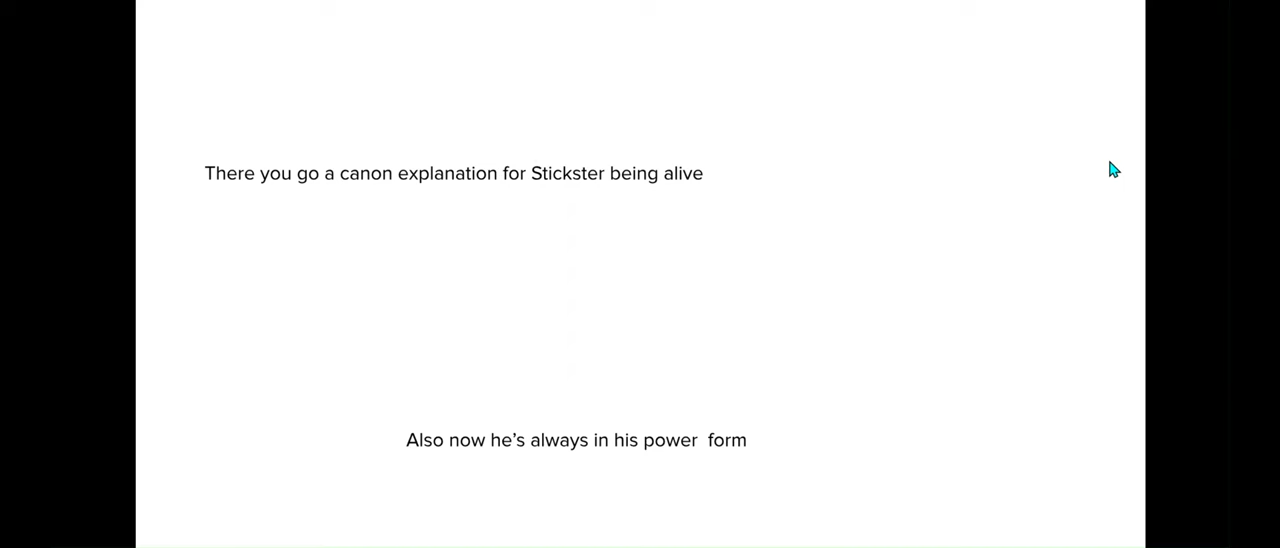 There you go a canon explanation for Stickster being alive
Also now he’s always in his power  form